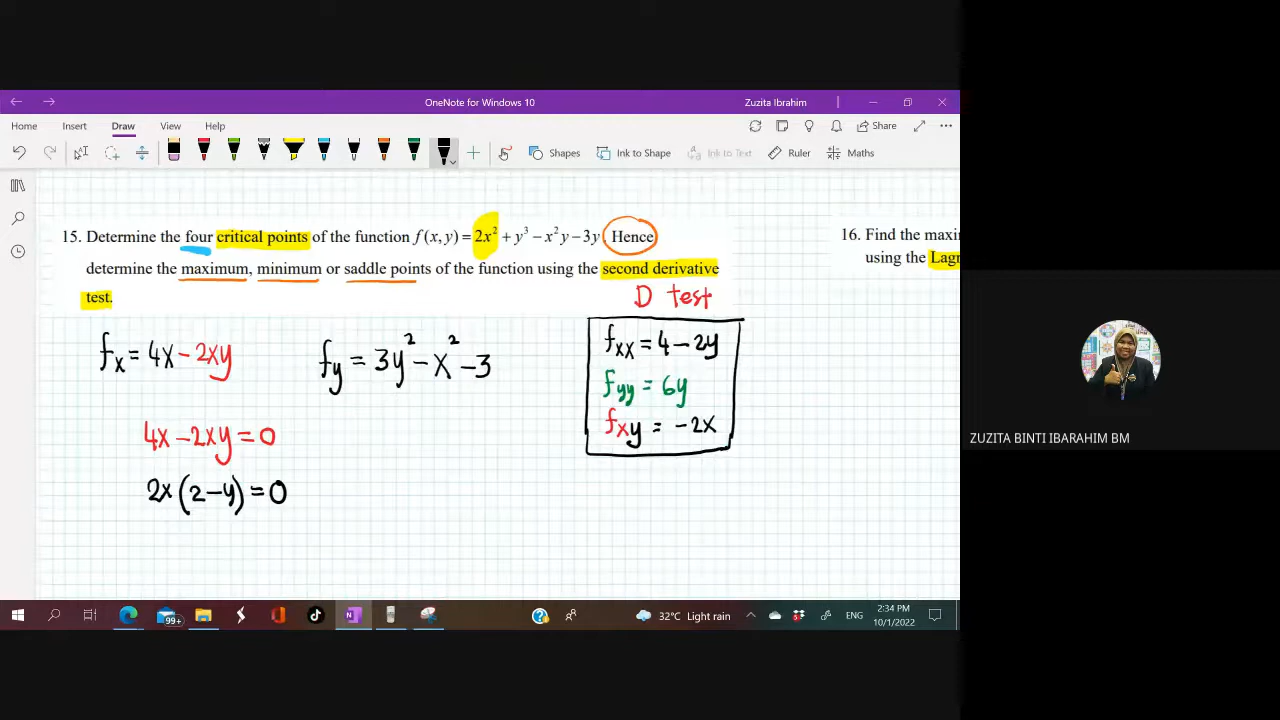 OneNote for Windows 10
Zuzita Ibrahim
Home Insert Draw View Help
Share
Shapes Ink to Shape Ink to Text Ruler Maths
15. Determine the four critical points of the function f(x, y) = 2x² + y³ − x²y − 3y. Hence
determine the maximum, minimum or saddle points of the function using the second derivative
test.
D test
fx = 4x − 2xy
fy = 3y² − x² − 3
fxx = 4 − 2y
fyy = 6y
fxy = −2x
4x − 2xy = 0
2x(2 − y) = 0
16. Find the maxi
using the Lagr
ZUZITA BINTI IBARAHIM BM
99+
32°C Light rain
ENG
2:34 PM
10/1/2022